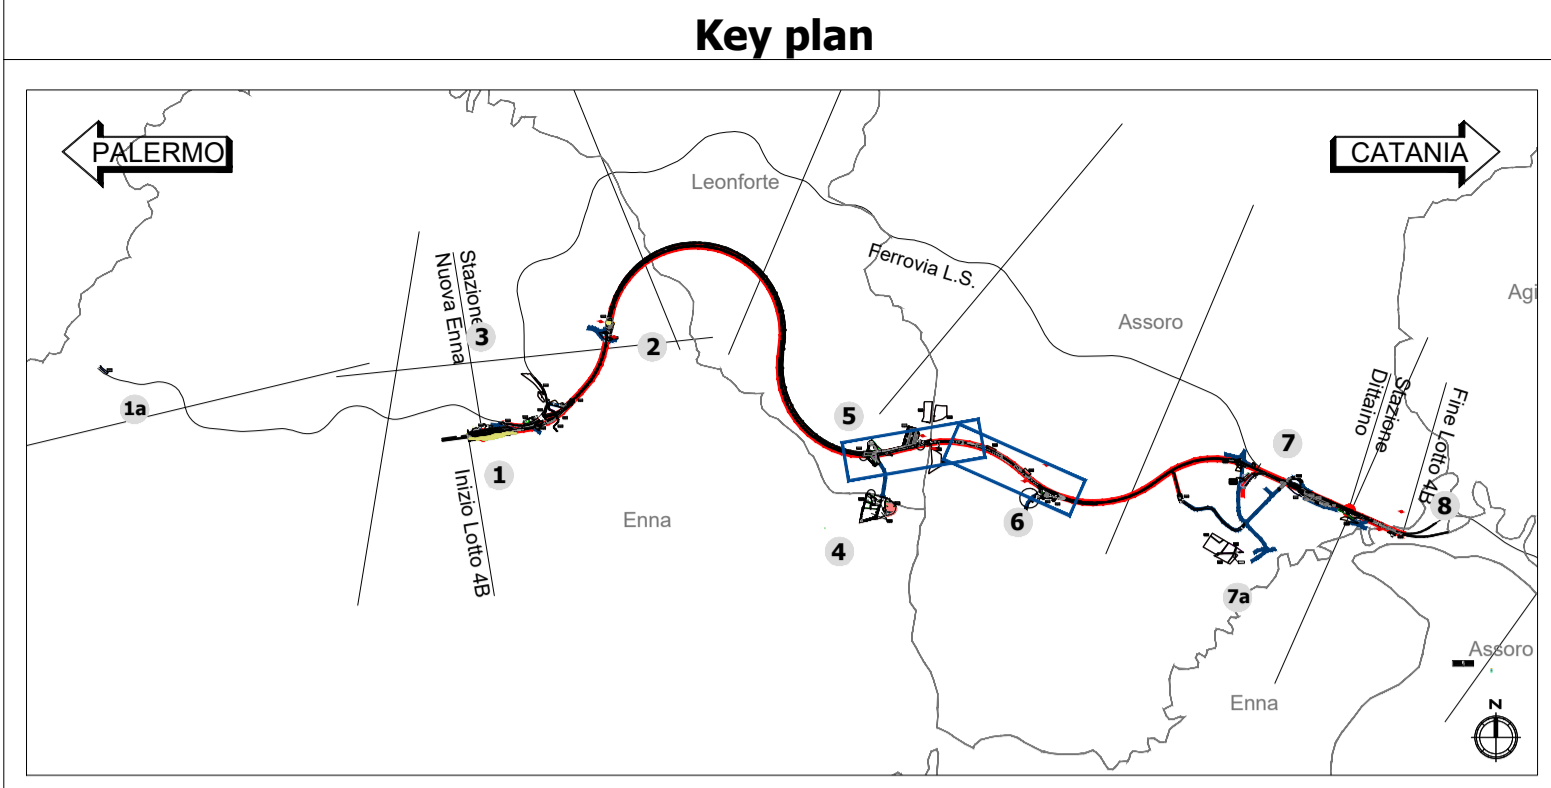 Key plan
PALERMO
CATANIA
Leonforte
Ferrovia L.S.
Stazione
Nuova Enna
3
2
Assoro
Agi
1a
5
7
Stazione
Dittaino
Fine Lotto 4B
1
Inizio Lotto 4B
Enna
4
6
8
7a
Assoro
Enna
N